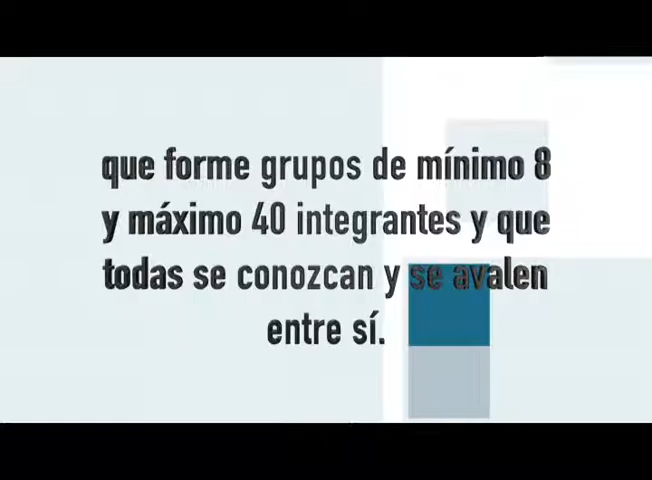 que forme grupos de mínimo 8
y máximo 40 integrantes y que
todas se conozcan y se avalen
entre sí.